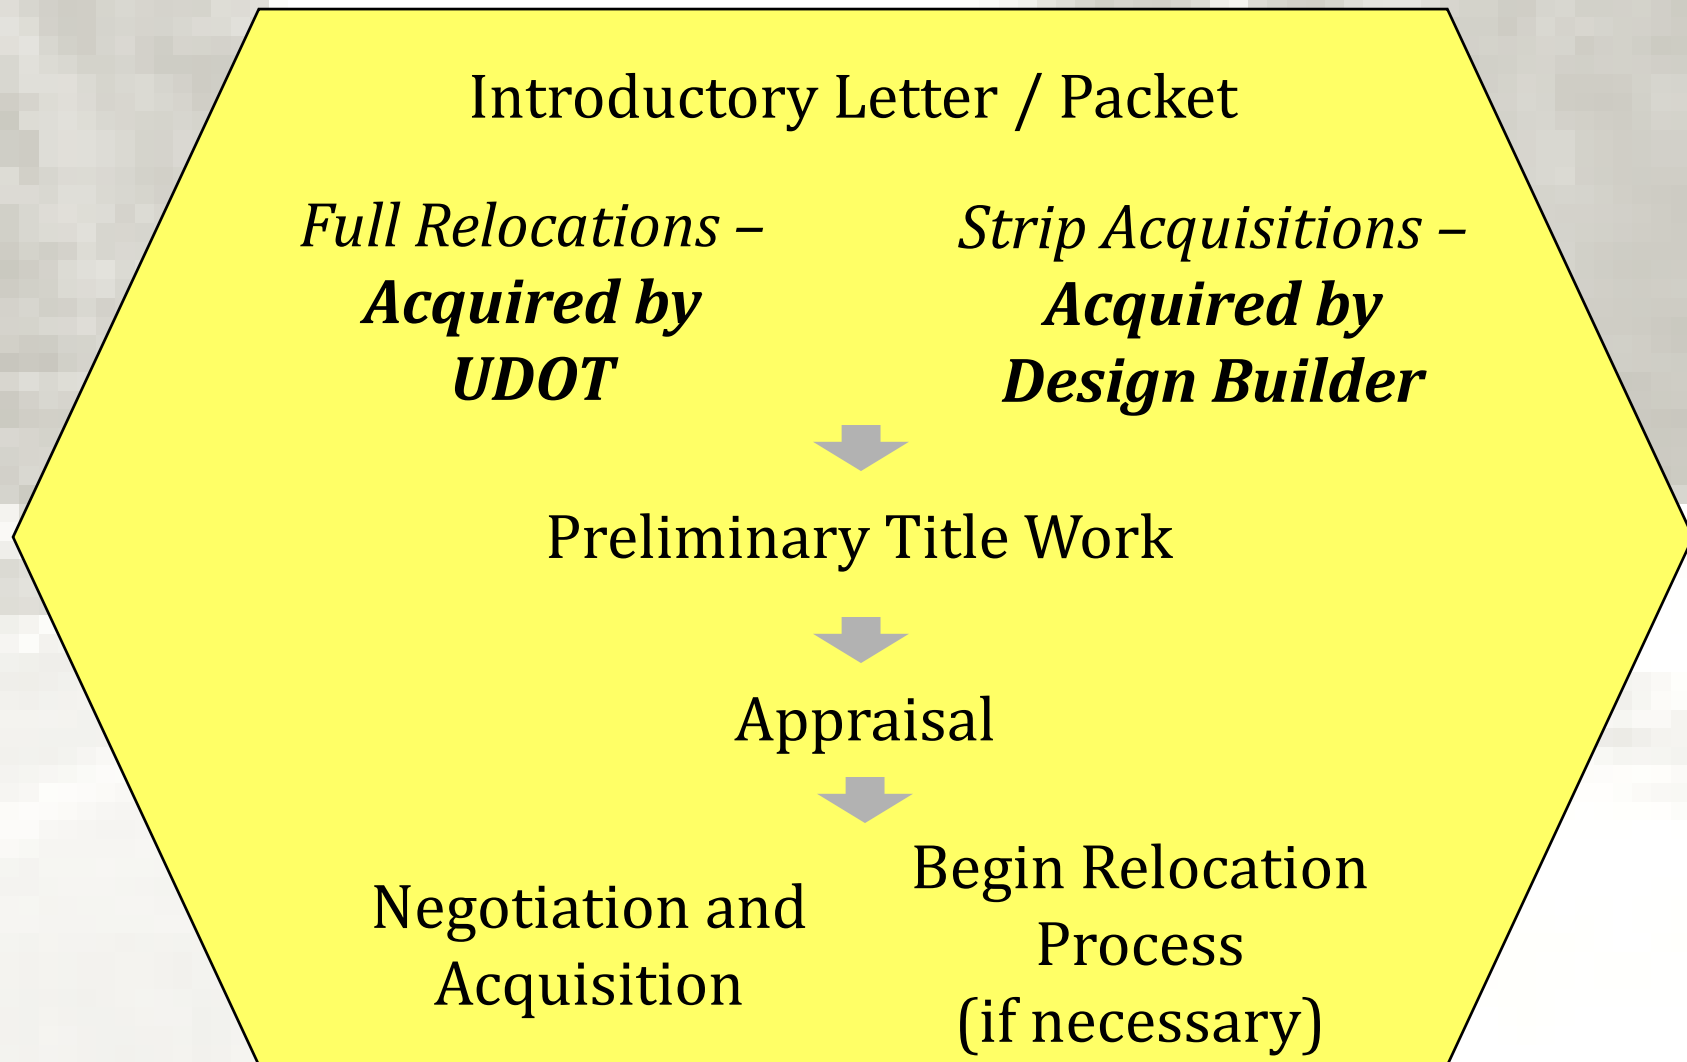 Introductory Letter / Packet
Full Relocations –
Acquired by
UDOT
Strip Acquisitions –
Acquired by
Design Builder
Preliminary Title Work
Appraisal
Negotiation and
Acquisition
Begin Relocation
Process
(if necessary)